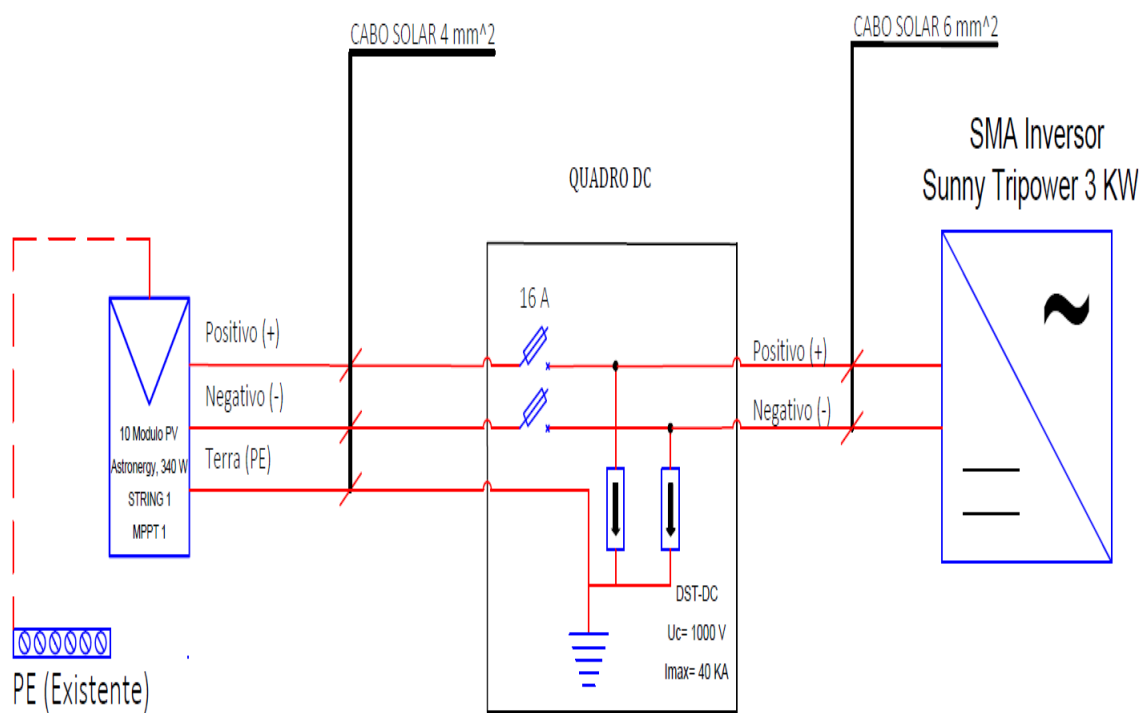 CABO SOLAR 4 mm^2
CABO SOLAR 6 mm^2
SMA Inversor
Sunny Tripower 3 KW
QUADRO DC
16 A
Positivo (+)
Negativo (-)
Terra (PE)
Positivo (+)
Negativo (-)
10 Modulo PV
Astronergy, 340 W
STRING 1
MPPT 1
DST-DC
Uc= 1000 V
Imax= 40 KA
PE (Existente)